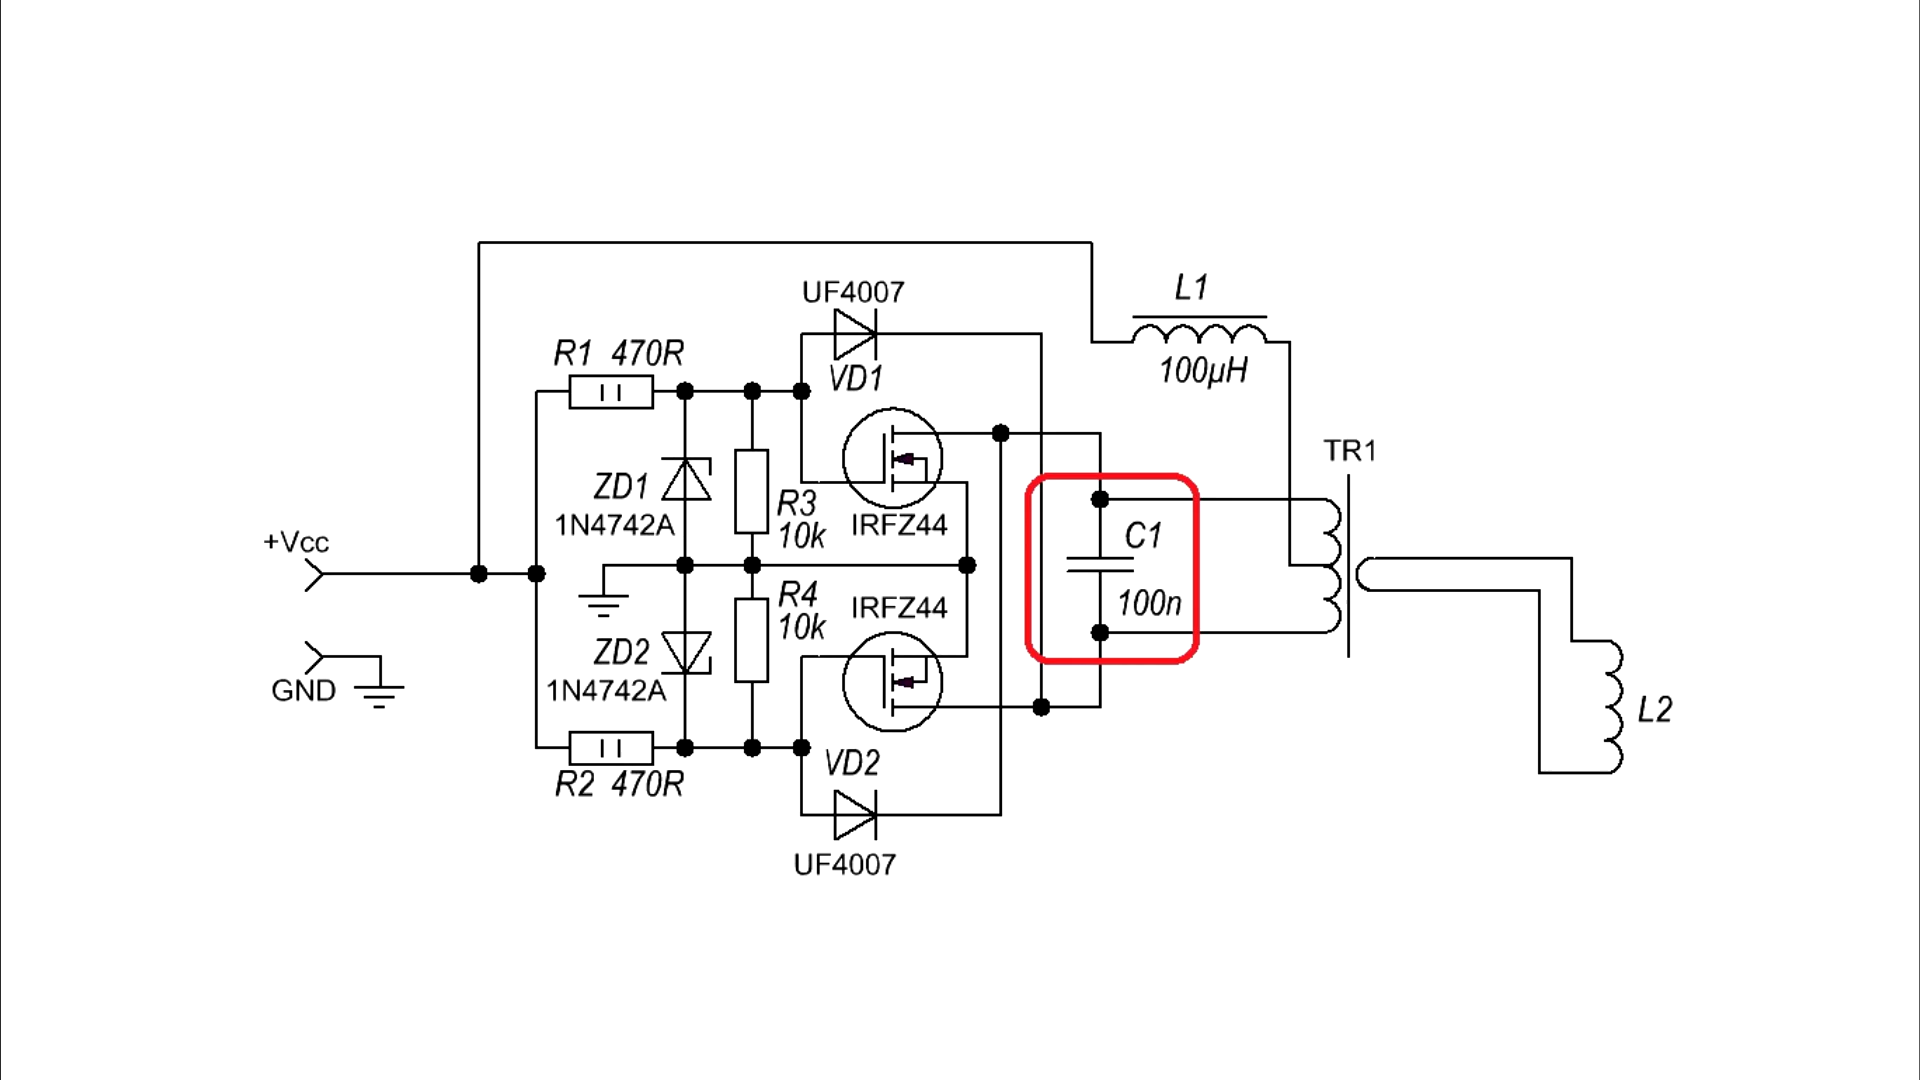 L1
UF4007
R1 470R
VD1
100µH
TR1
ZD1
1N4742A
R3
10k
IRFZ44
C1
+Vcc
R4
10k
IRFZ44
100n
ZD2
1N4742A
GND
L2
R2 470R
VD2
UF4007